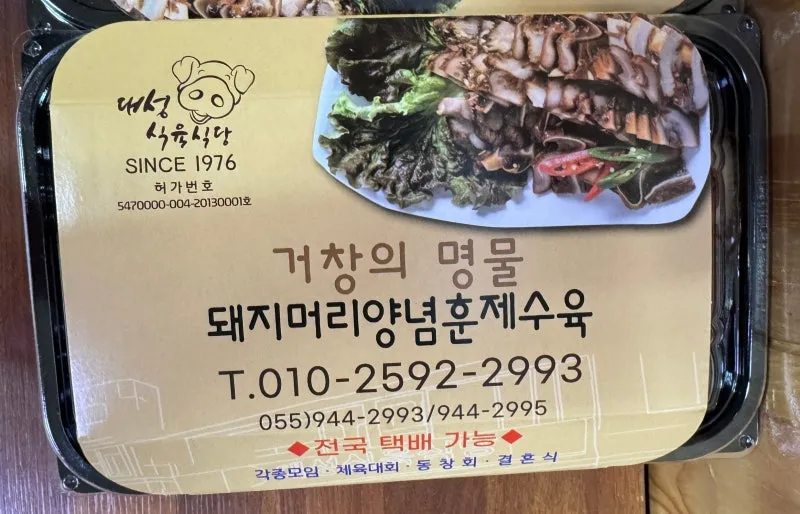 대성
식육식당
SINCE 1976
허가번호
5470000-004-20130001호
거창의 명물
돼지머리양념훈제수육
T.010-2592-2993
055)944-2993/944-2995
◆전국 택배 가능◆
각종모임·체육대회·동창회·결혼식